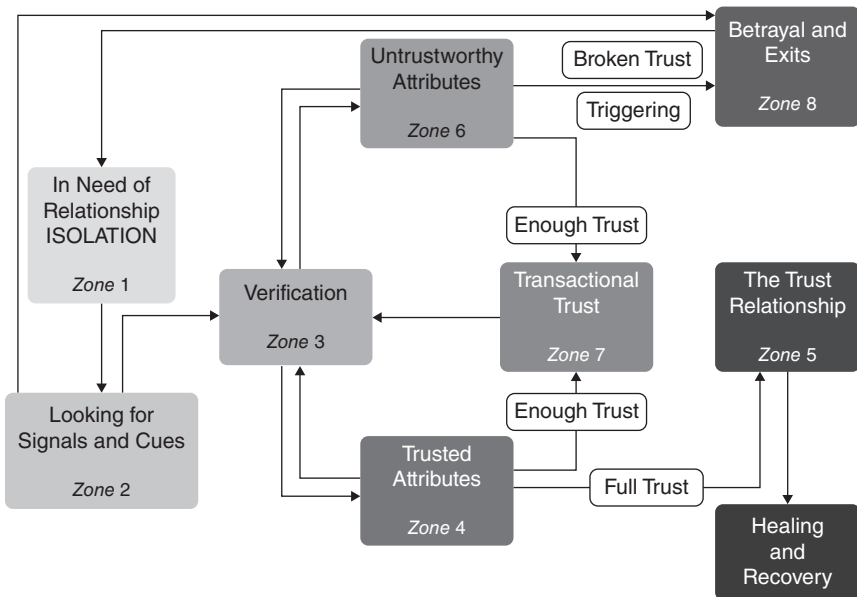 Betrayal and
Exits
Zone 8
Untrustworthy
Attributes
Zone 6
Broken Trust
Triggering
In Need of
Relationship
ISOLATION
Zone 1
Enough Trust
Verification
Zone 3
Transactional
Trust
Zone 7
The Trust
Relationship
Zone 5
Looking for
Signals and Cues
Zone 2
Enough Trust
Trusted
Attributes
Zone 4
Full Trust
Healing
and
Recovery